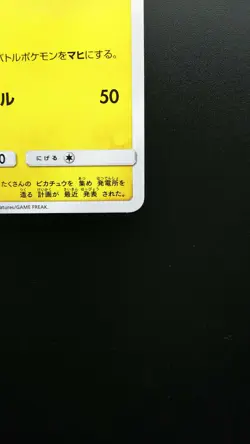 バトルポケモンをマヒにする。
ル 50
0 にげる
たくさんの ピカチュウを 集め 発電所を
造る 計画が 最近 発表 された。
atures/GAME FREAK.